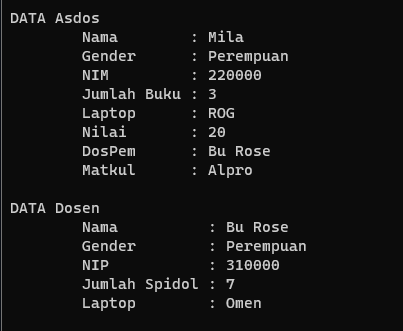 DATA Asdos
Nama : Mila
Gender : Perempuan
NIM : 220000
Jumlah Buku : 3
Laptop : ROG
Nilai : 20
DosPem : Bu Rose
Matkul : Alpro
DATA Dosen
Nama : Bu Rose
Gender : Perempuan
NIP : 310000
Jumlah Spidol : 7
Laptop : Omen